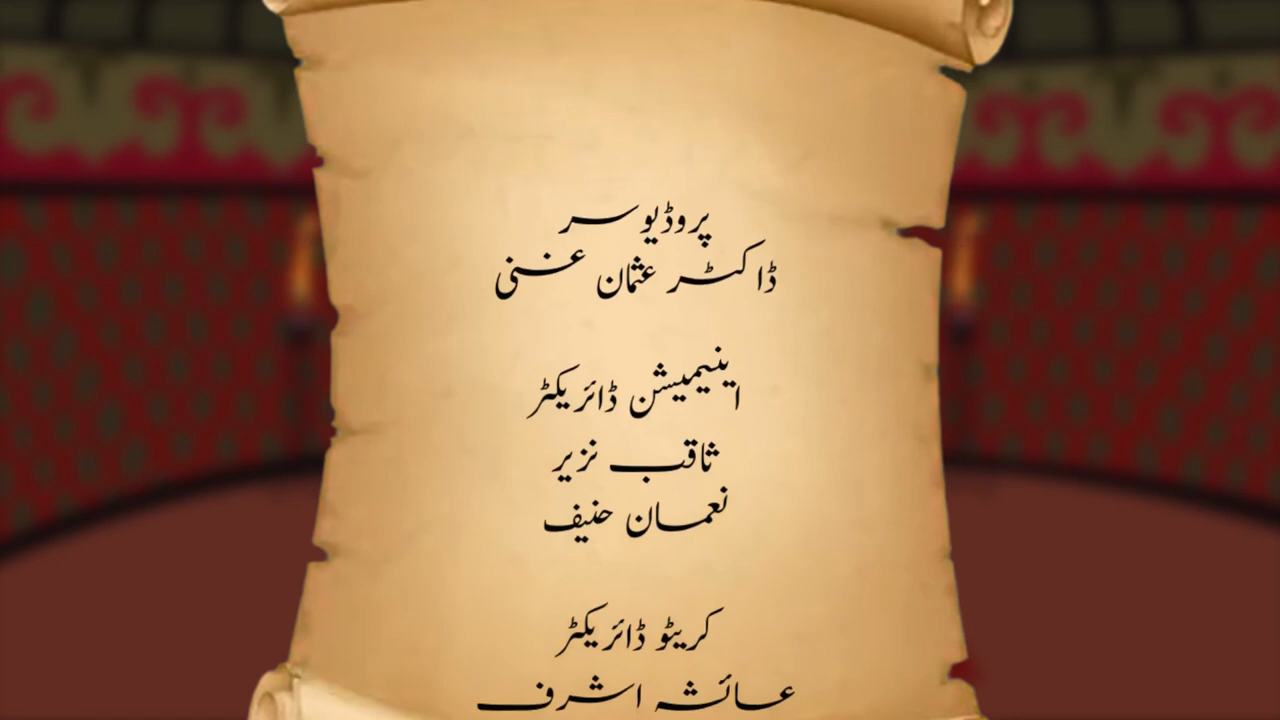 پروڈیوسر
ڈاکٹر عثمان غنی
اینیمیشن ڈائریکٹر
ثاقب نزیر
نعمان حنیف
کریٹو ڈائریکٹر
عائشہ اشرف